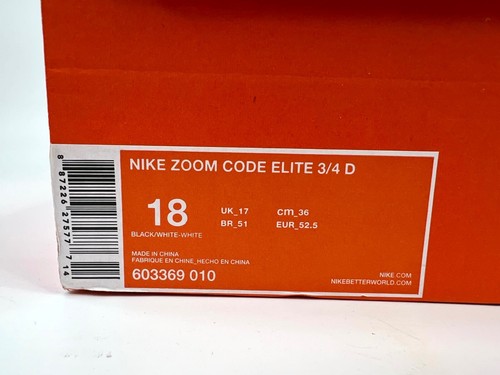 NIKE ZOOM CODE ELITE 3/4 D
18
UK_17
cm_36
BR_51
EUR_52.5
BLACK/WHITE-WHITE
MADE IN CHINA
FABRIQUE EN CHINE_HECHO EN CHINA
603369 010
NIKE.COM
NIKEBETTERWORLD.COM
8 87226 27577 7 14